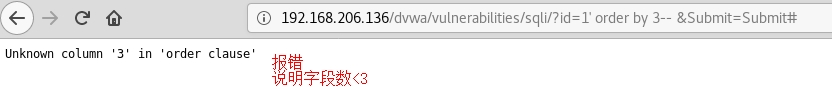 192.168.206.136/dvwa/vulnerabilities/sqli/?id=1' order by 3-- &Submit=Submit#
Unknown column '3' in 'order clause'
报错
说明字段数<3